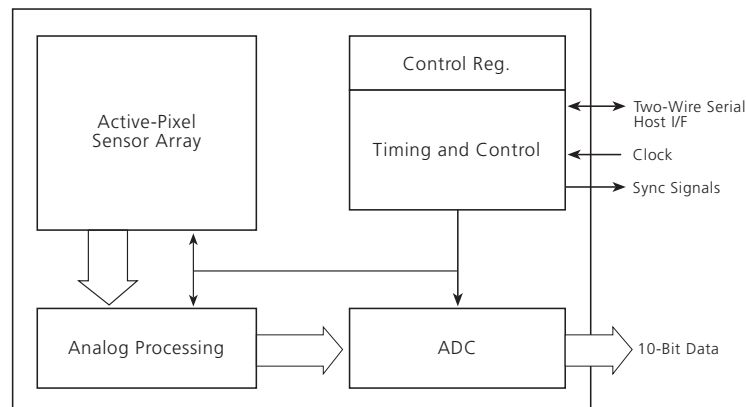 Control Reg.
Active-Pixel
Sensor Array
Timing and Control
Two-Wire Serial
Host I/F
Clock
Sync Signals
Analog Processing
ADC
10-Bit Data